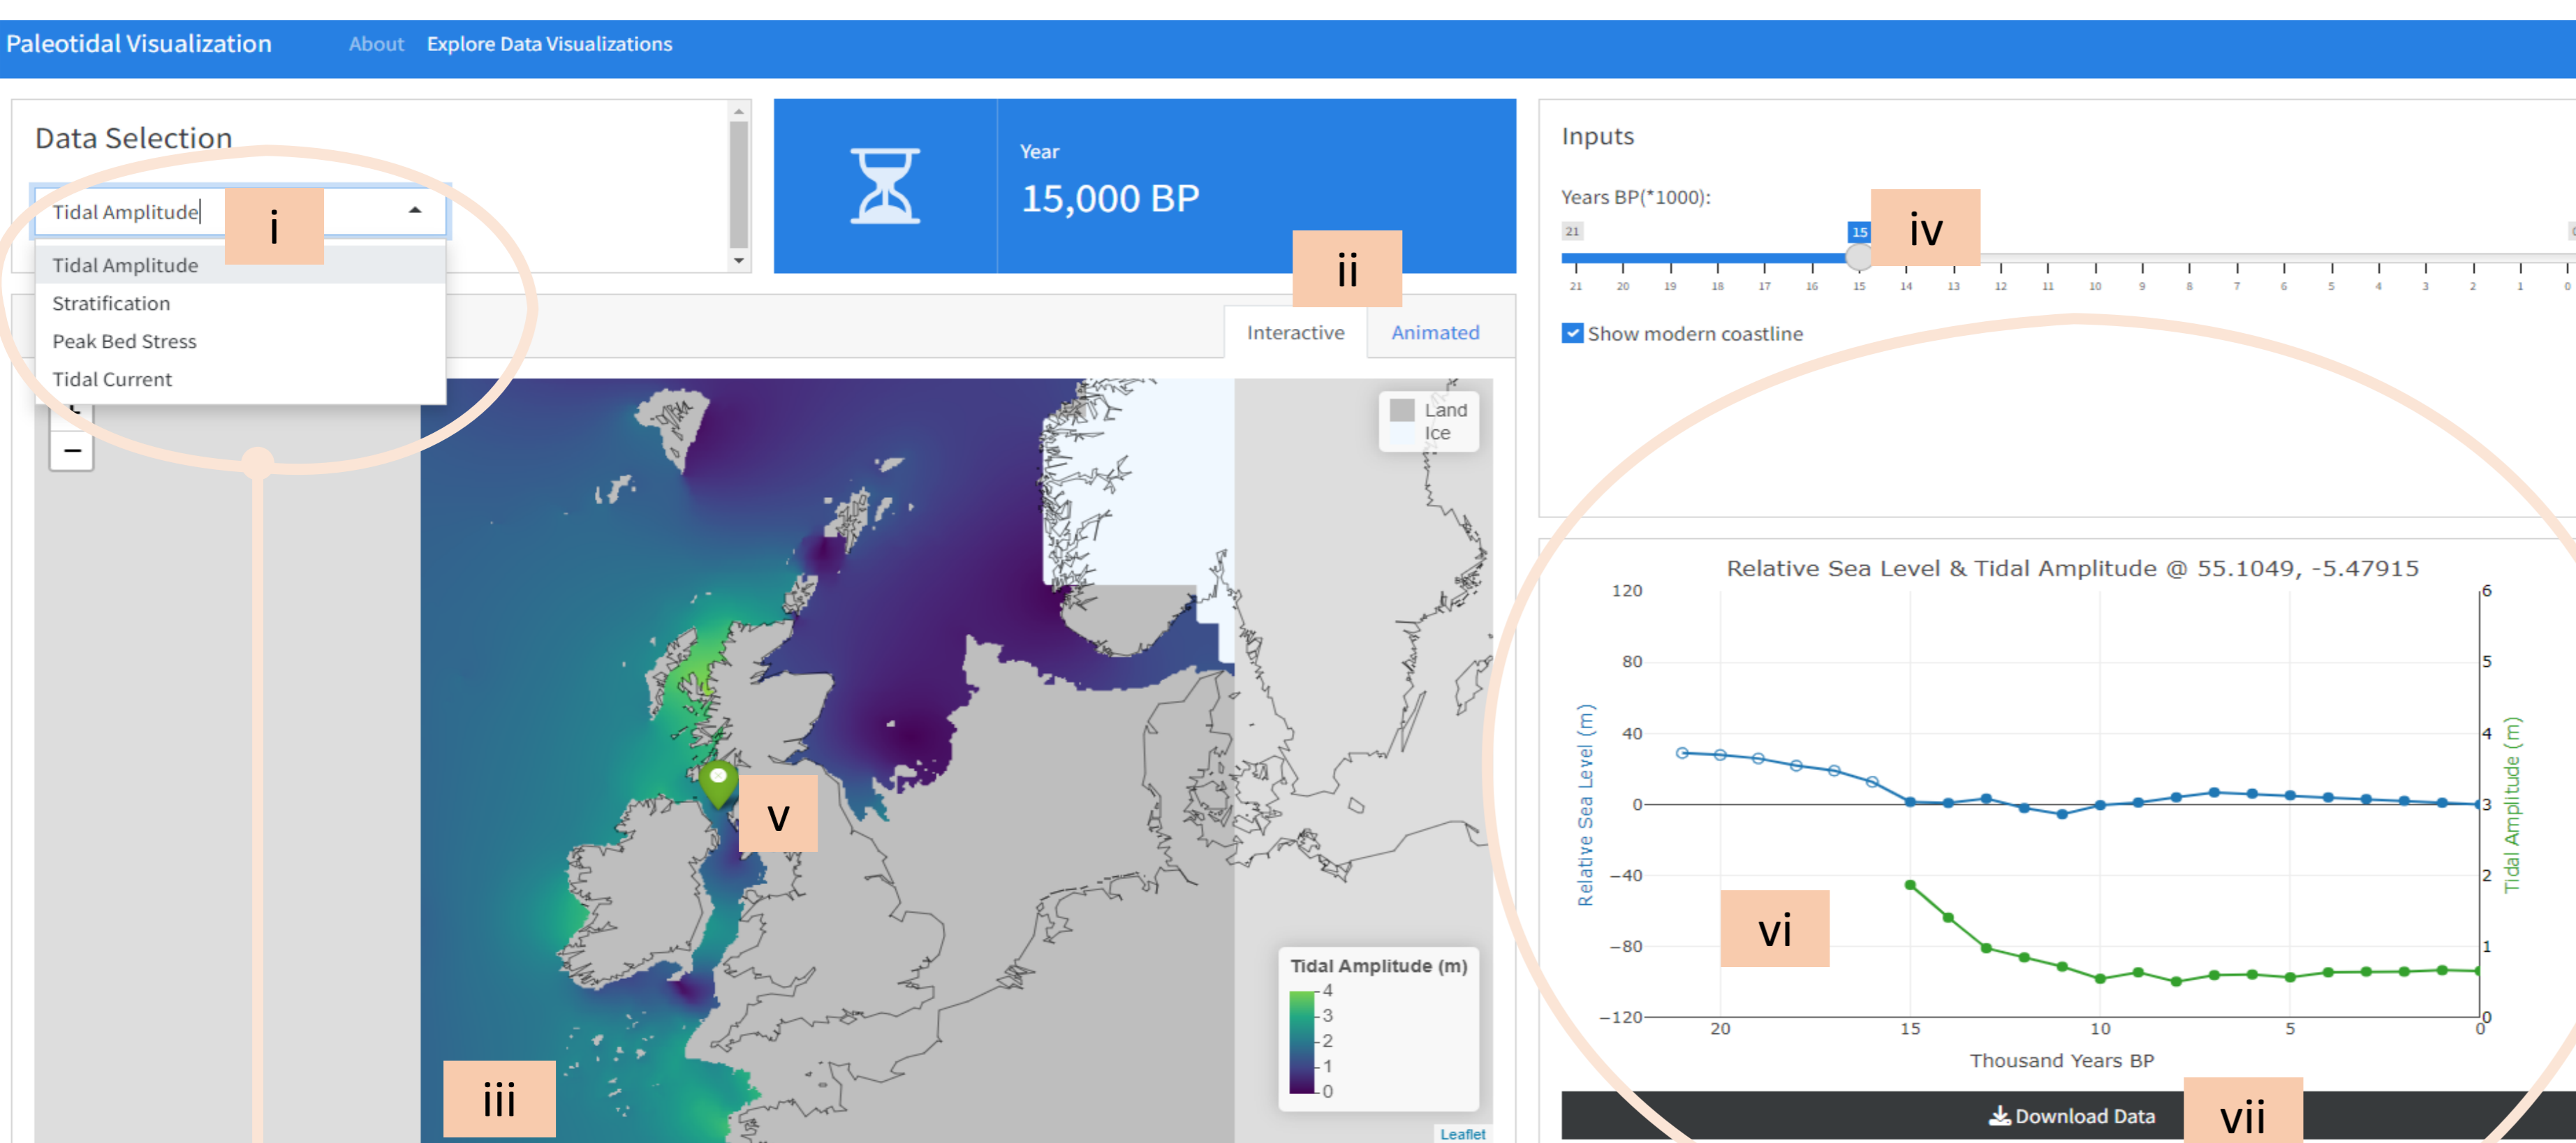 Paleotidal Visualization About Explore Data Visualizations
Data Selection
Tidal Amplitude
i
Tidal Amplitude
Stratification
Peak Bed Stress
Tidal Current
−
Year
15,000 BP
ii
Interactive Animated
Land
Ice
v
iii
Tidal Amplitude (m)
4
3
2
1
0
Leaflet
Inputs
Years BP(*1000):
21 15
iv
21 20 19 18 17 16 15 14 13 12 11 10 9 8 7 6 5 4 3 2 1 0
Show modern coastline
Relative Sea Level & Tidal Amplitude @ 55.1049, -5.47915
120 6
80 5
40 4
0 3
−40 2
−80 1
−120 0
Relative Sea Level (m)
Tidal Amplitude (m)
vi
20 15 10 5 0
Thousand Years BP
Download Data
vii